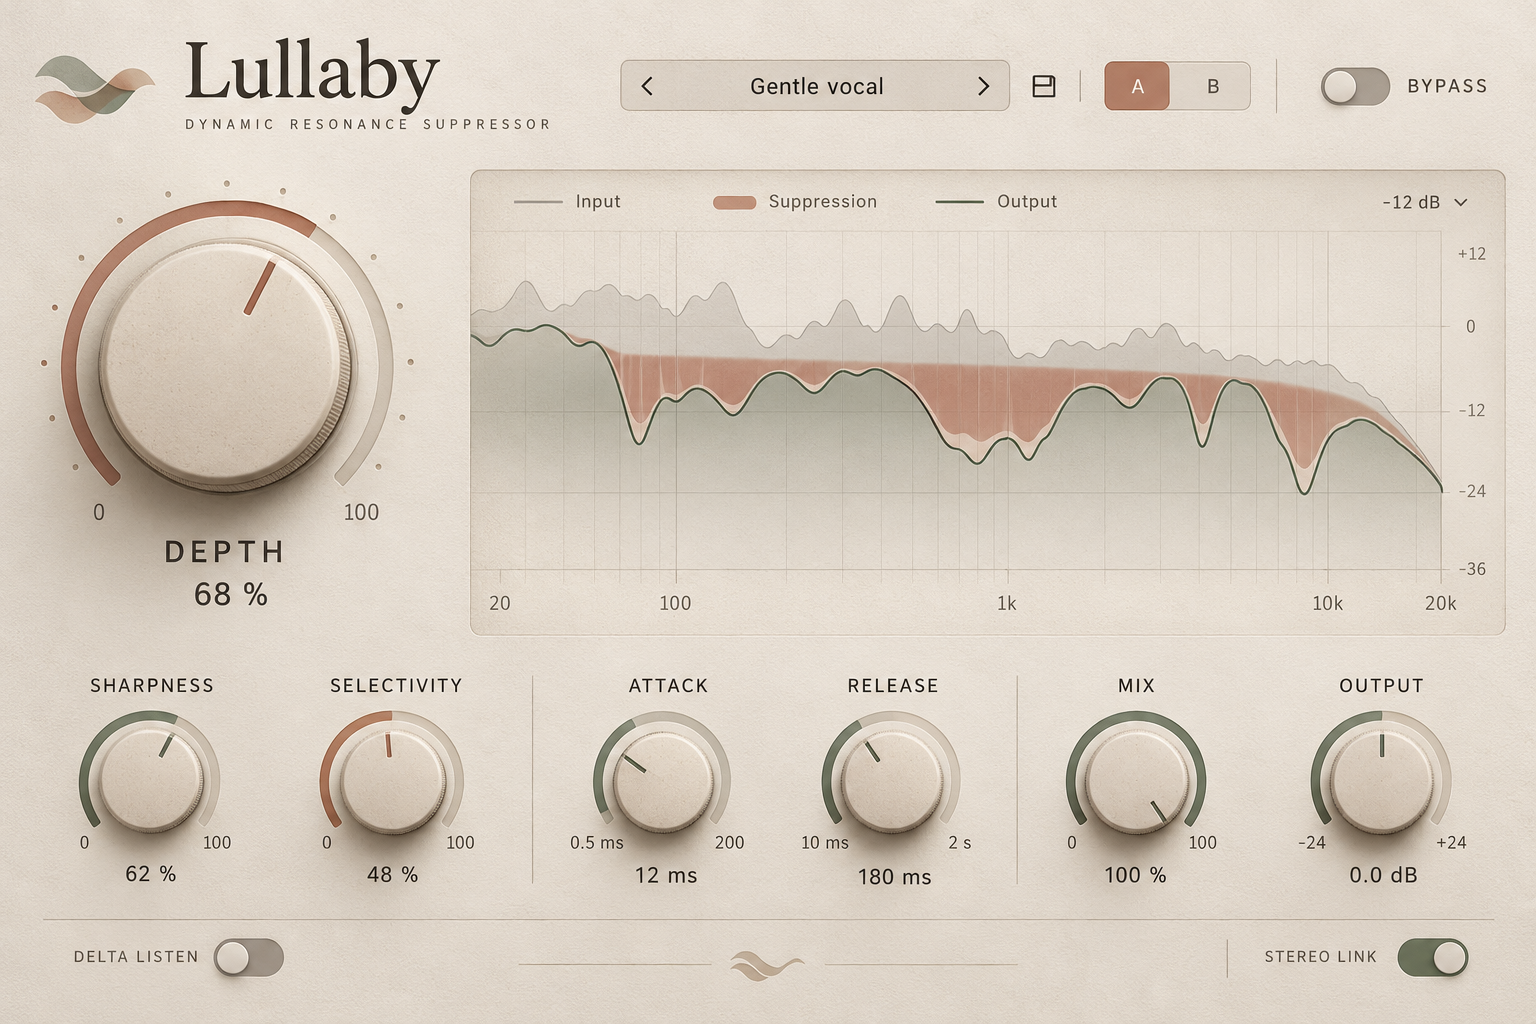 Lullaby
DYNAMIC RESONANCE SUPPRESSOR
Gentle vocal
A B
BYPASS
Input Suppression Output -12 dB
+12
0
-12
-24
-36
20 100 1k 10k 20k
0 100
DEPTH
68 %
SHARPNESS SELECTIVITY ATTACK RELEASE MIX OUTPUT
0 100 0 100 0.5 ms 200 10 ms 2 s 0 100 -24 +24
62 % 48 % 12 ms 180 ms 100 % 0.0 dB
DELTA LISTEN STEREO LINK